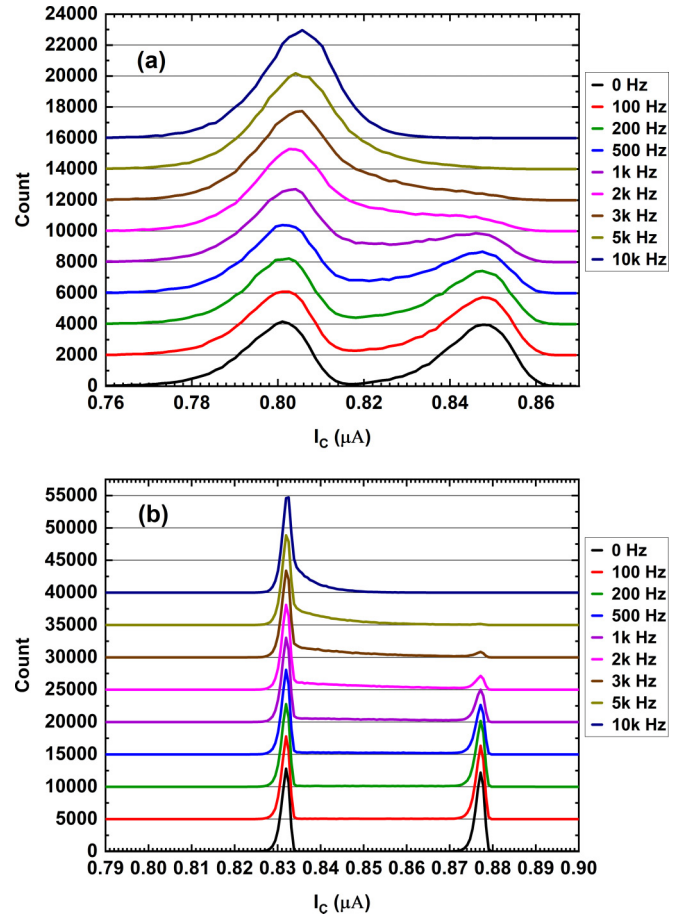 24000
22000
20000
18000
16000
14000
12000
10000
8000
6000
4000
2000
0
Count
(a)
0.76 0.78 0.80 0.82 0.84 0.86
I_C (μA)
0 Hz
100 Hz
200 Hz
500 Hz
1k Hz
2k Hz
3k Hz
5k Hz
10k Hz
55000
50000
45000
40000
35000
30000
25000
20000
15000
10000
5000
0
Count
(b)
0.79 0.80 0.81 0.82 0.83 0.84 0.85 0.86 0.87 0.88 0.89 0.90
I_C (μA)
0 Hz
100 Hz
200 Hz
500 Hz
1k Hz
2k Hz
3k Hz
5k Hz
10k Hz